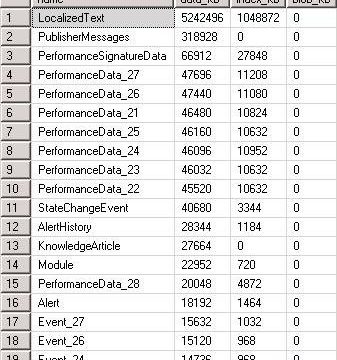 name data_kb index_kb blob_kb
1 LocalizedText 5242496 1048872 0
2 PublisherMessages 318928 0 0
3 PerformanceSignatureData 66912 27848 0
4 PerformanceData_27 47696 11208 0
5 PerformanceData_26 47440 11080 0
6 PerformanceData_21 46480 10824 0
7 PerformanceData_25 46160 10632 0
8 PerformanceData_24 46096 10952 0
9 PerformanceData_23 46032 10632 0
10 PerformanceData_22 45520 10632 0
11 StateChangeEvent 40680 3344 0
12 AlertHistory 28344 1184 0
13 KnowledgeArticle 27664 0 0
14 Module 22952 720 0
15 PerformanceData_28 20048 4872 0
16 Alert 18192 1464 0
17 Event_27 15632 1032 0
18 Event_26 15120 968 0
Event_24 14736 968 0